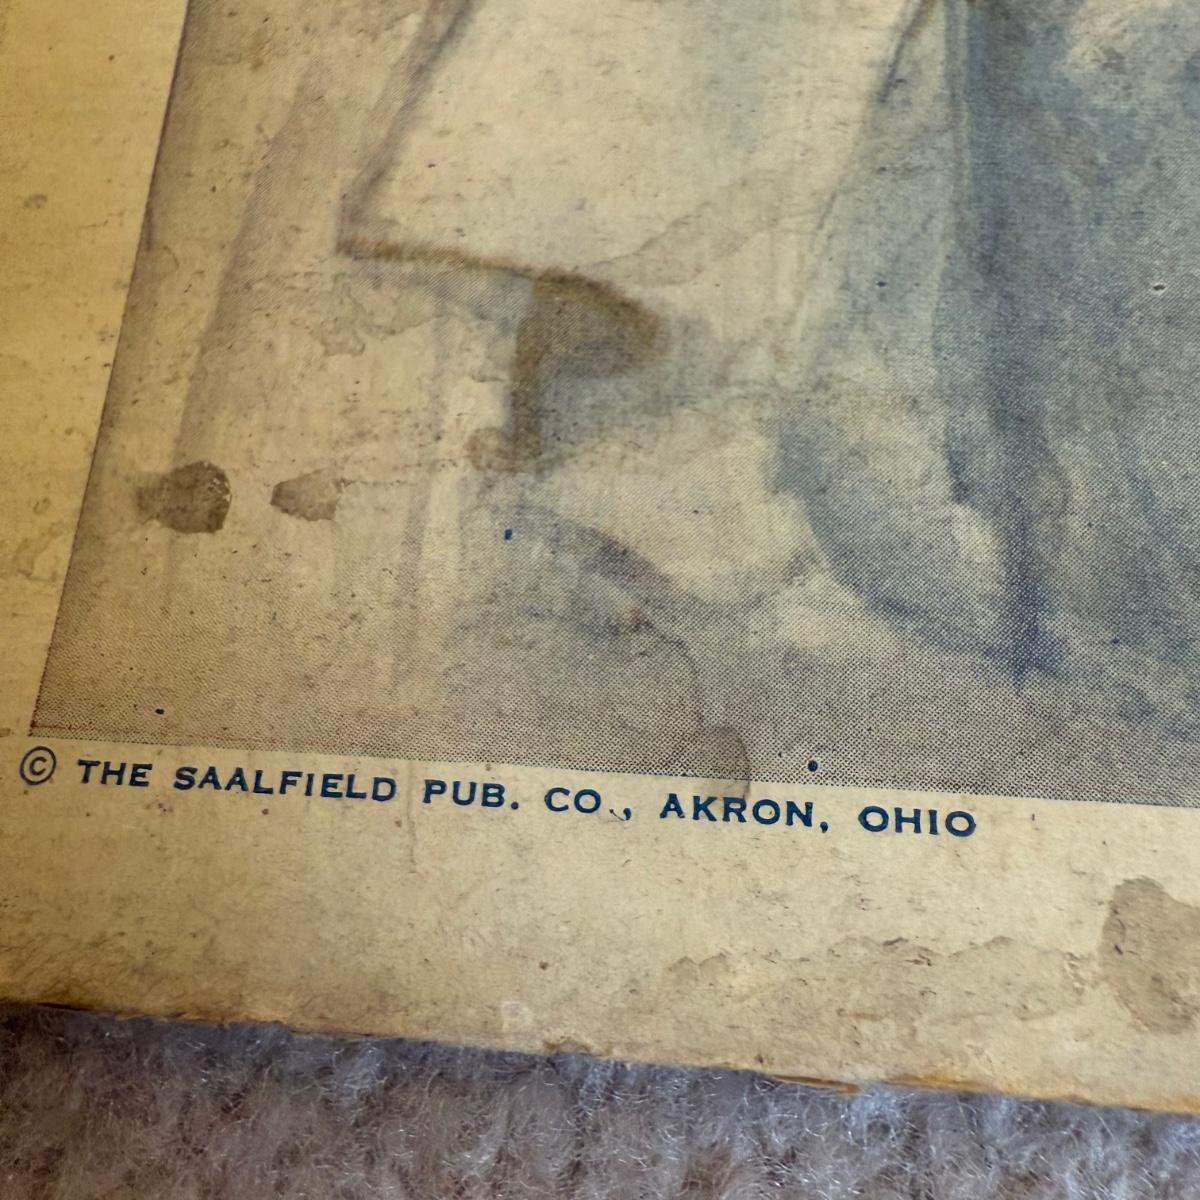 © THE SAALFIELD PUB. CO., AKRON, OHIO